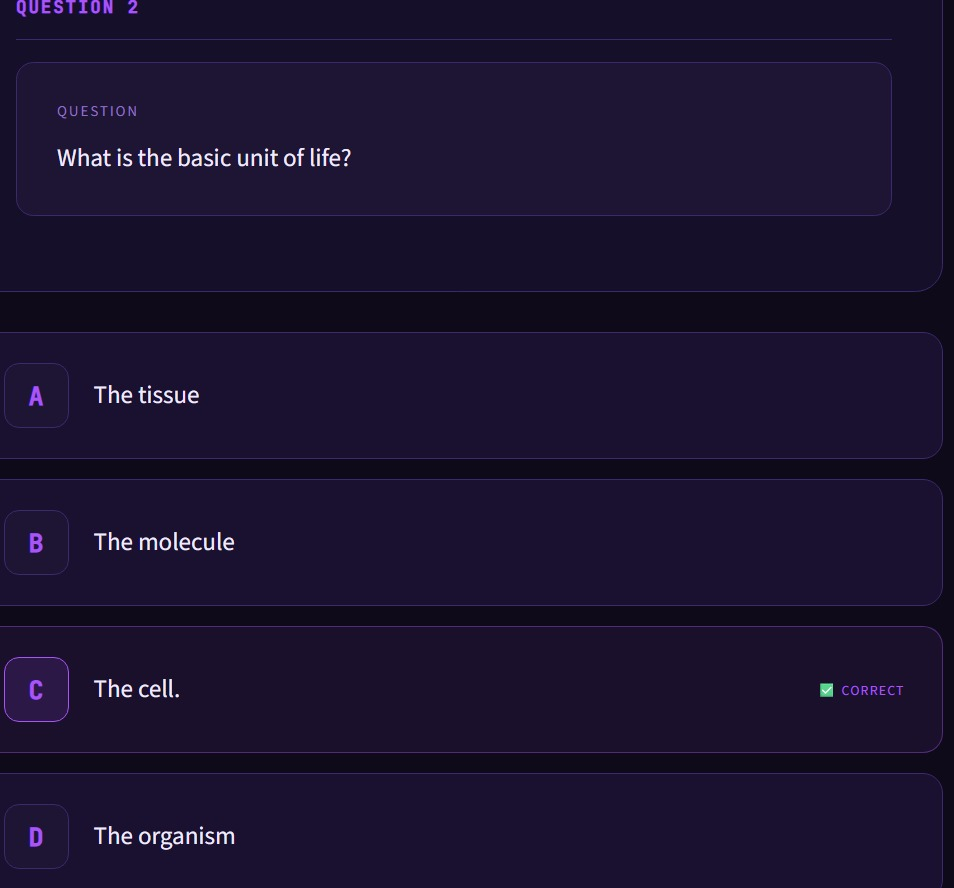 QUESTION 2
QUESTION
What is the basic unit of life?
A The tissue
B The molecule
C The cell. ✅ CORRECT
D The organism